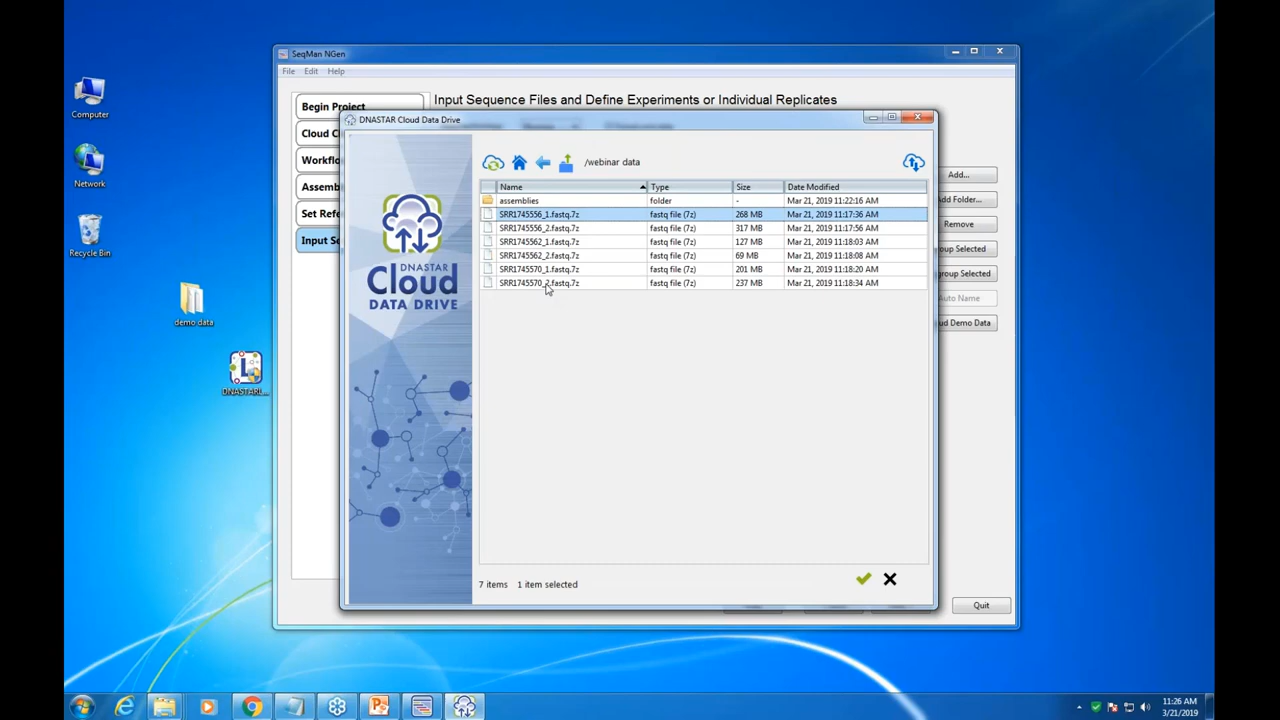 SeqMan NGen
File Edit Help
Begin Project
Input Sequence Files and Define Experiments or Individual Replicates
DNASTAR Cloud Data Drive
/webinar data
Name Type Size Date Modified
assemblies folder - Mar 21, 2019 11:22:16 AM
SRR1745556_1.fastq.7z fastq file (7z) 268 MB Mar 21, 2019 11:17:36 AM
SRR1745556_2.fastq.7z fastq file (7z) 317 MB Mar 21, 2019 11:17:56 AM
SRR1745562_1.fastq.7z fastq file (7z) 127 MB Mar 21, 2019 11:18:03 AM
SRR1745562_2.fastq.7z fastq file (7z) 69 MB Mar 21, 2019 11:18:08 AM
SRR1745570_1.fastq.7z fastq file (7z) 201 MB Mar 21, 2019 11:18:20 AM
SRR1745570_2.fastq.7z fastq file (7z) 237 MB Mar 21, 2019 11:18:34 AM
7 items 1 item selected
DNASTAR
Cloud
DATA DRIVE
Cloud C
Workflo
Assemb
Set Refe
Input Se
Add...
dd Folder...
Remove
oup Selected
group Selected
Auto Name
ud Demo Data
Quit
Computer
Network
Recycle Bin
demo data
DNASTARL...
11:26 AM
3/21/2019